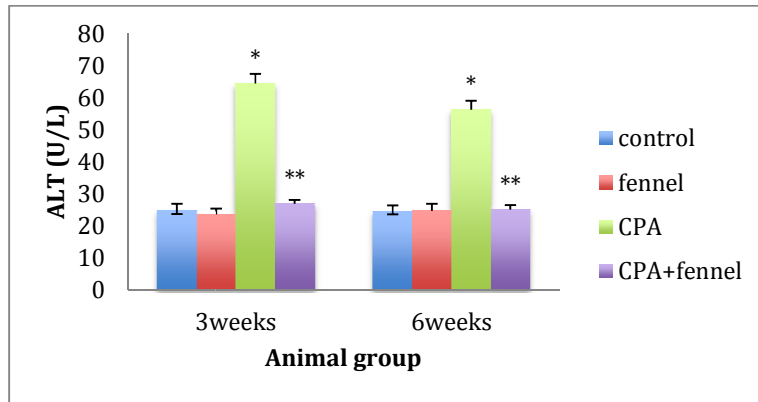 80
70
60
50
40
30
20
10
0
ALT (U/L)
*
**
*
**
3weeks
6weeks
Animal group
control
fennel
CPA
CPA+fennel